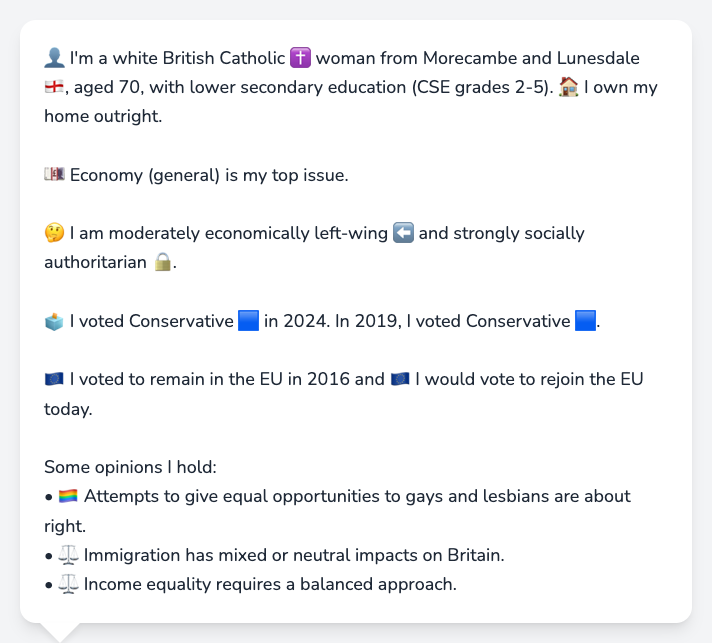 👤 I'm a white British Catholic ✝️ woman from Morecambe and Lunesdale
🏴󠁧󠁢󠁥󠁮󠁧󠁿, aged 70, with lower secondary education (CSE grades 2-5). 🏠 I own my
home outright.
💷 Economy (general) is my top issue.
🤔 I am moderately economically left-wing ⬅️ and strongly socially
authoritarian 🔒.
🗳️ I voted Conservative 🟦 in 2024. In 2019, I voted Conservative 🟦.
🇪🇺 I voted to remain in the EU in 2016 and 🇪🇺 I would vote to rejoin the EU
today.
Some opinions I hold:
• 🏳️‍🌈 Attempts to give equal opportunities to gays and lesbians are about
right.
• ⚖️ Immigration has mixed or neutral impacts on Britain.
• ⚖️ Income equality requires a balanced approach.